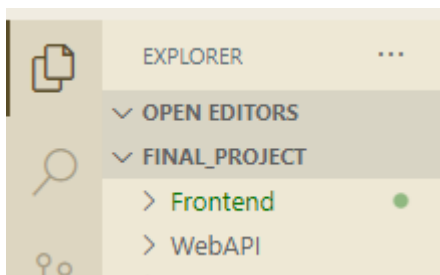 EXPLORER
OPEN EDITORS
FINAL_PROJECT
Frontend
WebAPI